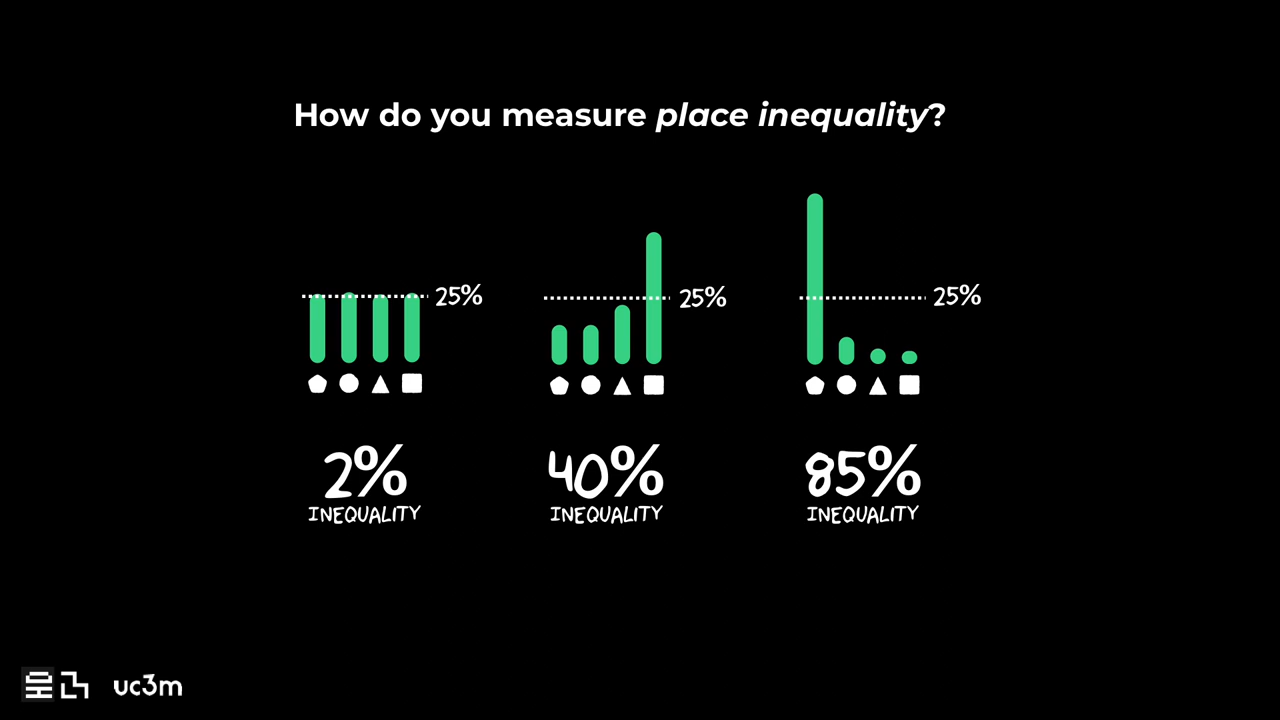 How do you measure place inequality?
25%
25%
25%
2%
INEQUALITY
40%
INEQUALITY
85%
INEQUALITY
uc3m